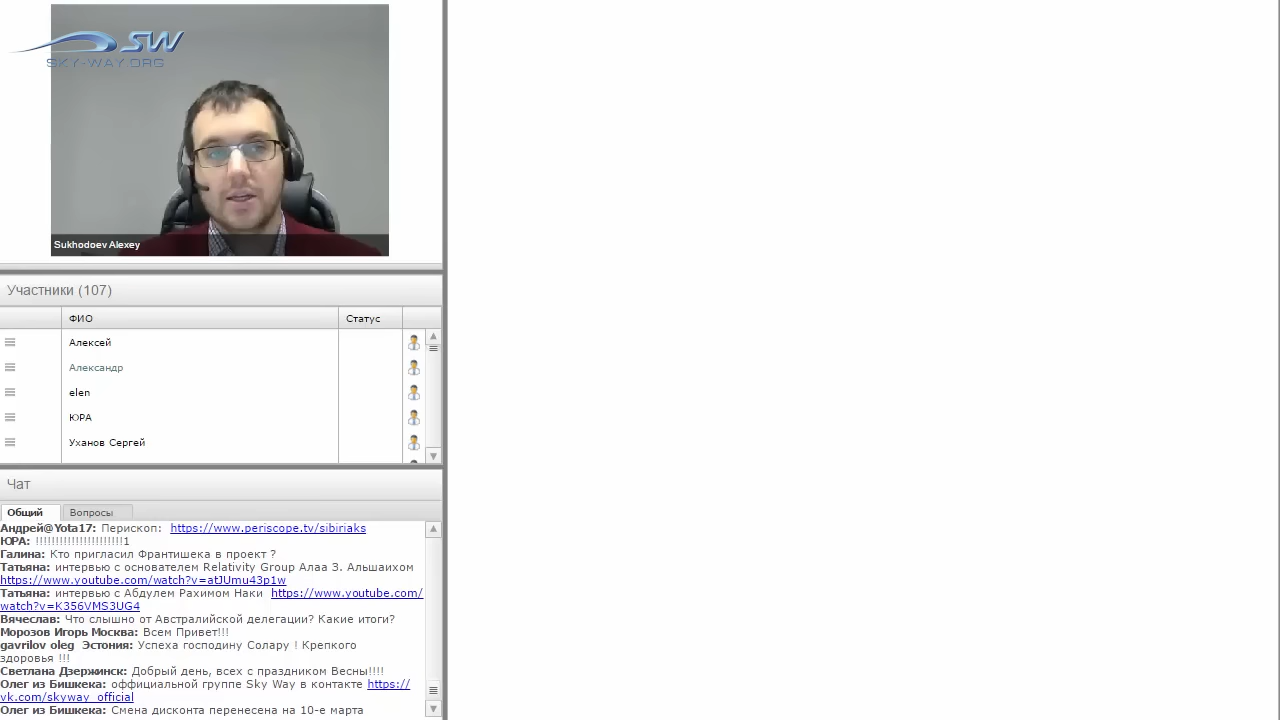 SW
SKY-WAY.ORG
Sukhodoev Alexey
Участники (107)
ФИО Статус
Алексей
Александр
elen
ЮРА
Уханов Сергей
Чат
Общий Вопросы
Андрей@Yota17: Перископ: https://www.periscope.tv/sibiriaks
ЮРА: !!!!!!!!!!!!!!!!!!!!!!1
Галина: Кто пригласил Франтишека в проект ?
Татьяна: интервью с основателем Relativity Group Алаа З. Альшаихом
https://www.youtube.com/watch?v=atJUmu43p1w
Татьяна: интервью с Абдулем Рахимом Наки https://www.youtube.com/
watch?v=K356VMS3UG4
Вячеслав: Что слышно от Австралийской делегации? Какие итоги?
Морозов Игорь Москва: Всем Привет!!!
gavrilov oleg Эстония: Успеха господину Солару ! Крепкого
здоровья !!!
Светлана Дзержинск: Добрый день, всех с праздником Весны!!!!
Олег из Бишкека: оффициальной группе Sky Way в контакте https://
vk.com/skyway_official
Олег из Бишкека: Смена дисконта перенесена на 10-е марта